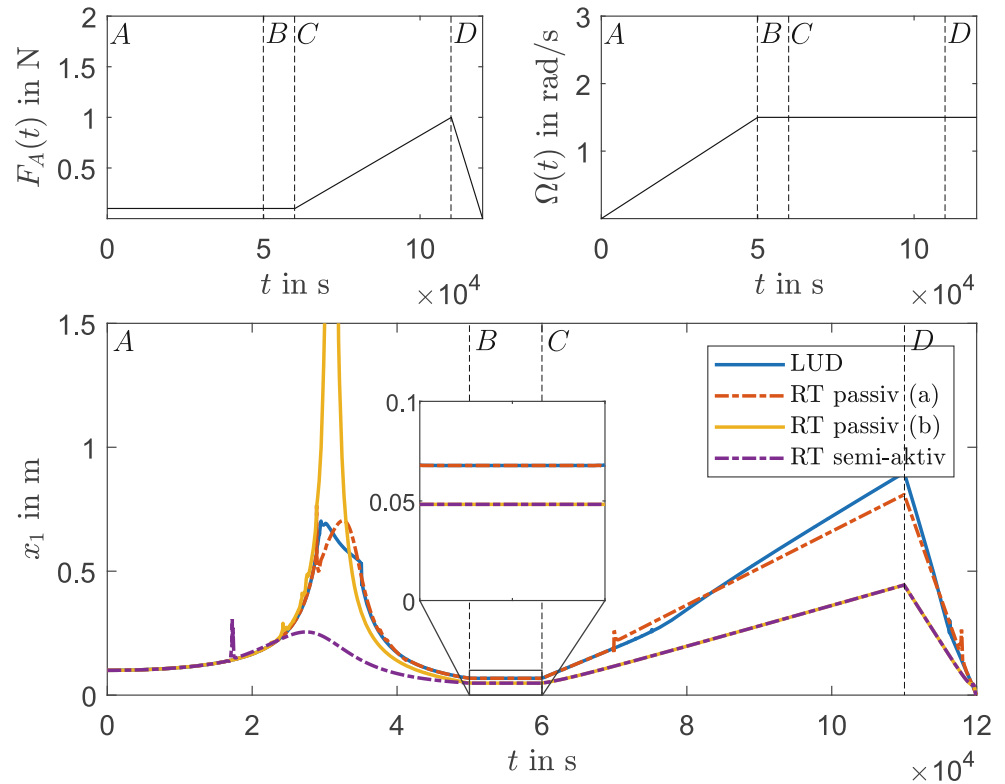 2
1.5
1
0.5
F_A(t) in N
A
B
C
D
0
5
10
t in s
×10^4
3
2
1
0
Ω(t) in rad/s
A
B
C
D
0
5
10
t in s
×10^4
1.5
1
0.5
0
x_1 in m
A
B
C
D
0.1
0.05
0
LUD
RT passiv (a)
RT passiv (b)
RT semi-aktiv
0
2
4
6
8
10
12
t in s
×10^4